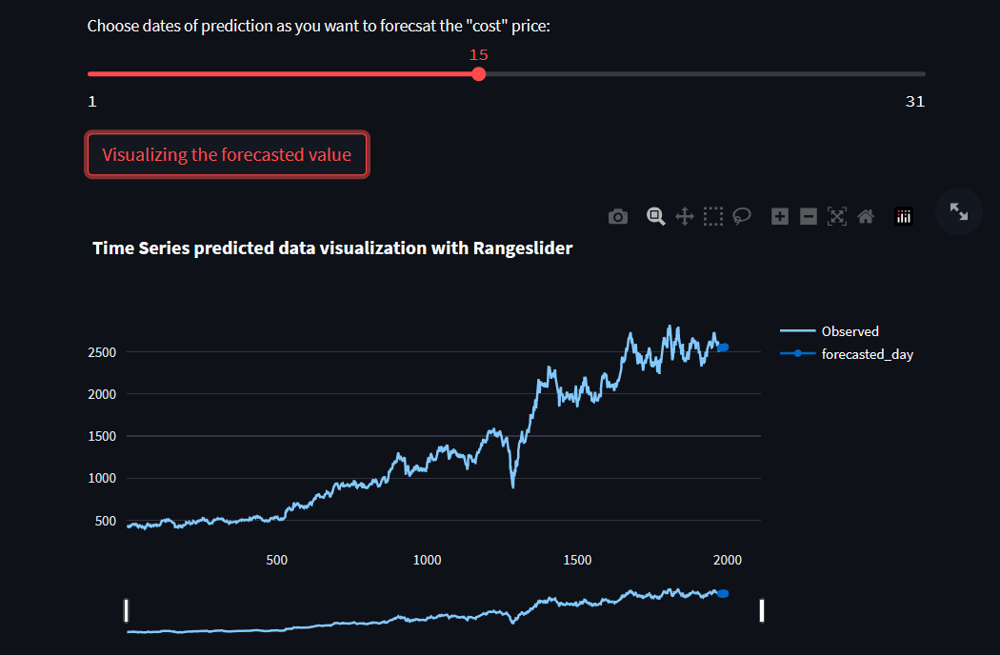 Choose dates of prediction as you want to forecsat the "cost" price:
15
1 31
Visualizing the forecasted value
Time Series predicted data visualization with Rangeslider
Observed
forecasted_day
2500
2000
1500
1000
500
500 1000 1500 2000